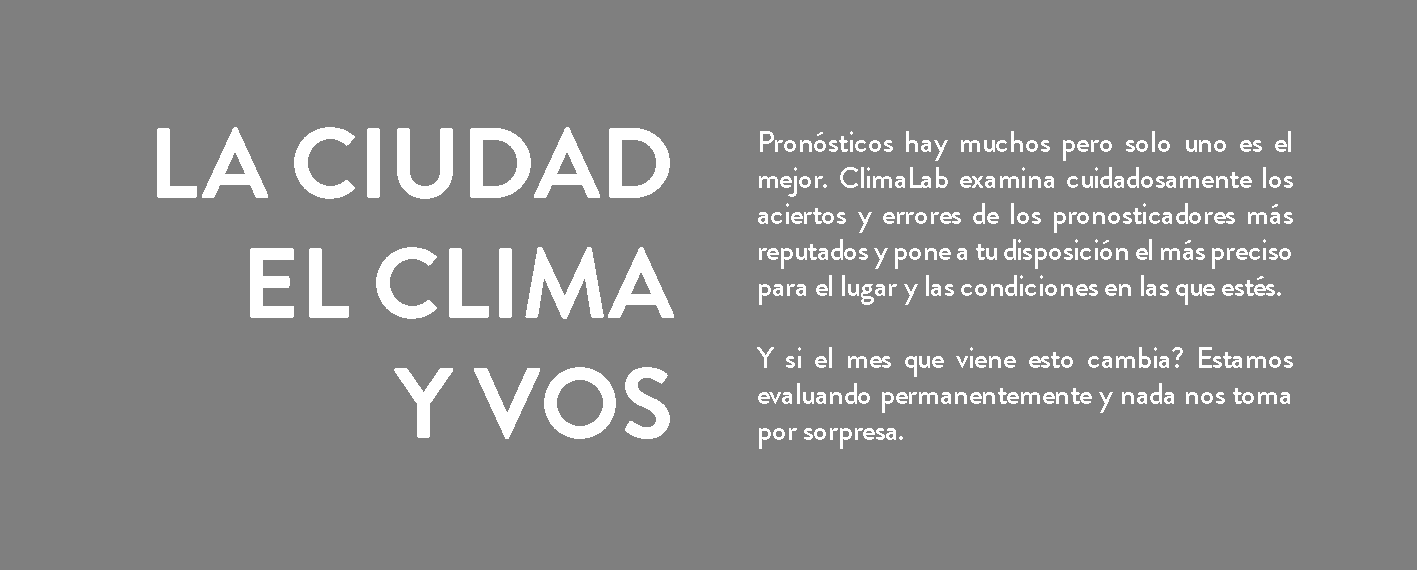 LA CIUDAD
EL CLIMA
Y VOS
Pronósticos hay muchos pero solo uno es el
mejor. ClimaLab examina cuidadosamente los
aciertos y errores de los pronosticadores más
reputados y pone a tu disposición el más preciso
para el lugar y las condiciones en las que estés.
Y si el mes que viene esto cambia? Estamos
evaluando permanentemente y nada nos toma
por sorpresa.